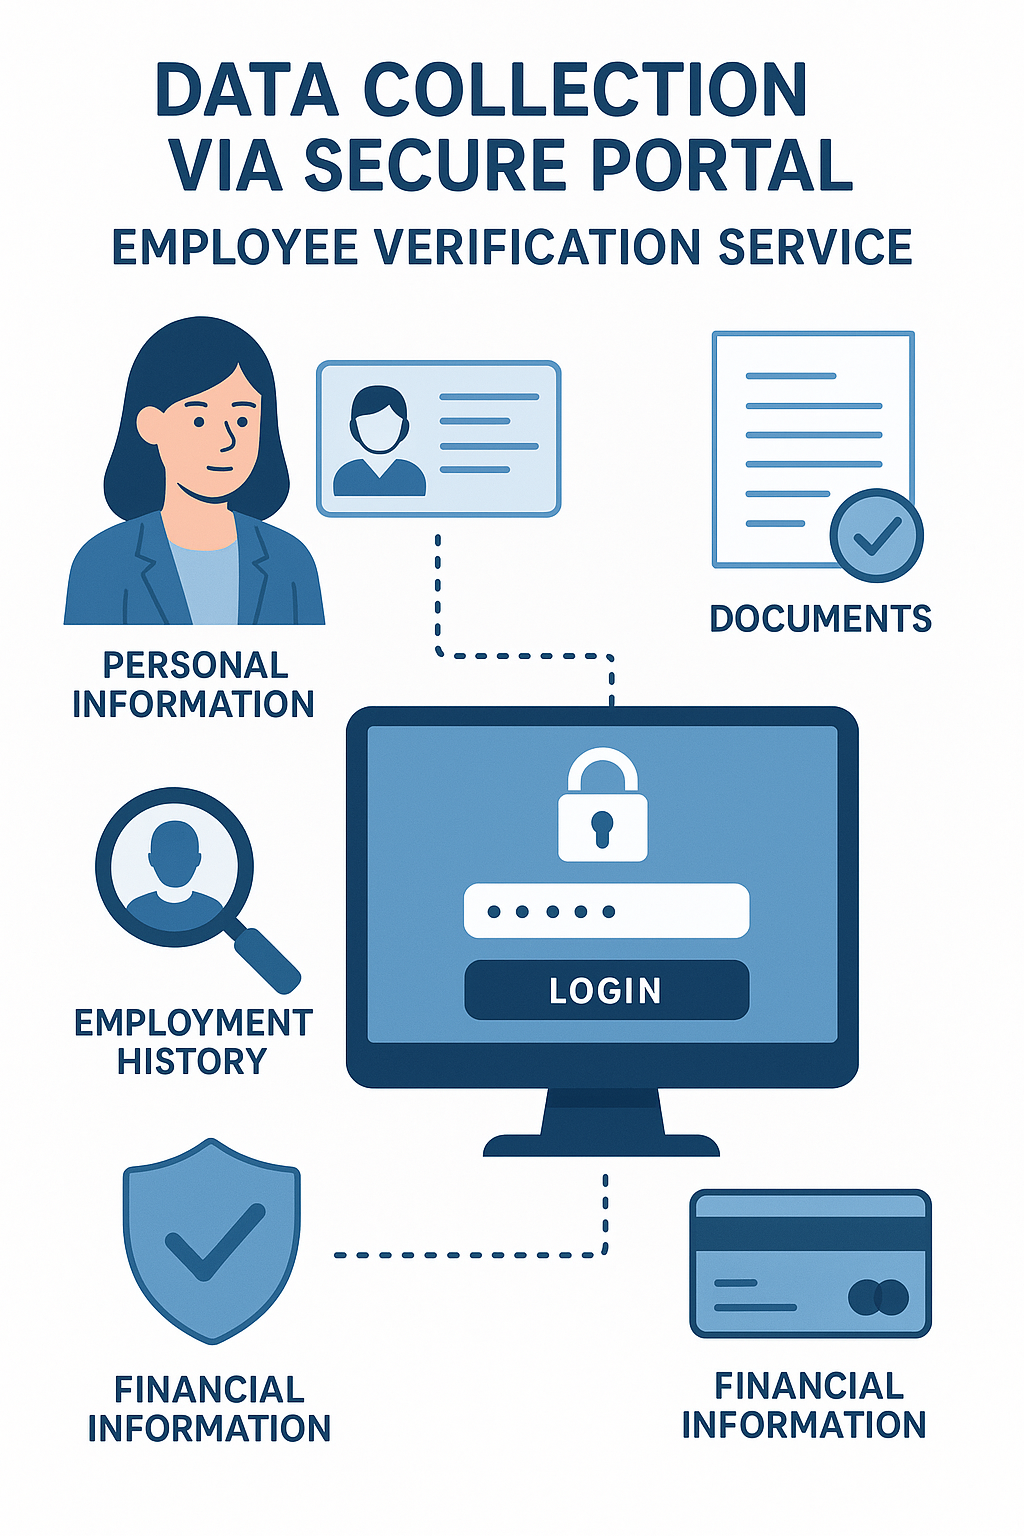 DATA COLLECTION
VIA SECURE PORTAL
EMPLOYEE VERIFICATION SERVICE
DOCUMENTS
PERSONAL
INFORMATION
LOGIN
EMPLOYMENT
HISTORY
FINANCIAL
INFORMATION
FINANCIAL
INFORMATION